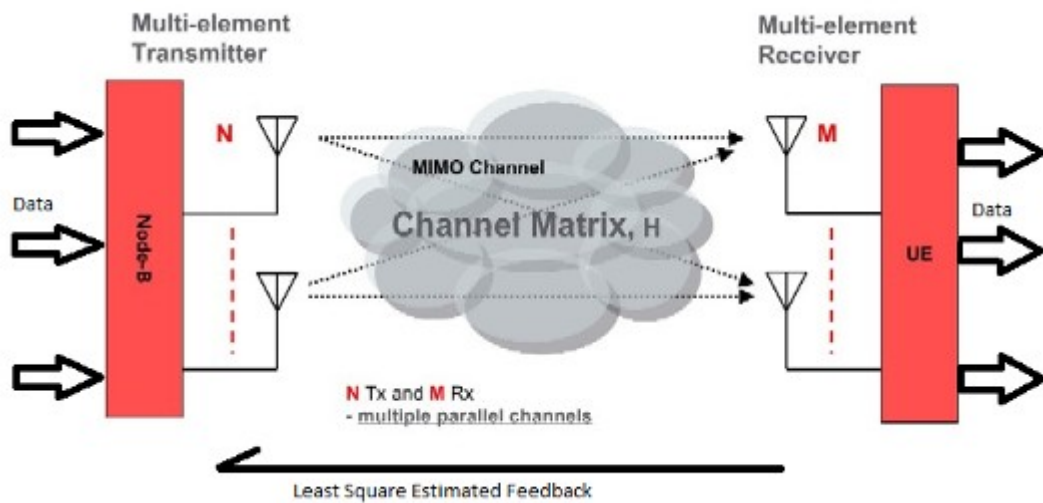 Multi-element
Transmitter
Multi-element
Receiver
N
M
MIMO Channel
Data
Data
Channel Matrix, H
Node-B
UE
N Tx and M Rx
- multiple parallel channels
Least Square Estimated Feedback